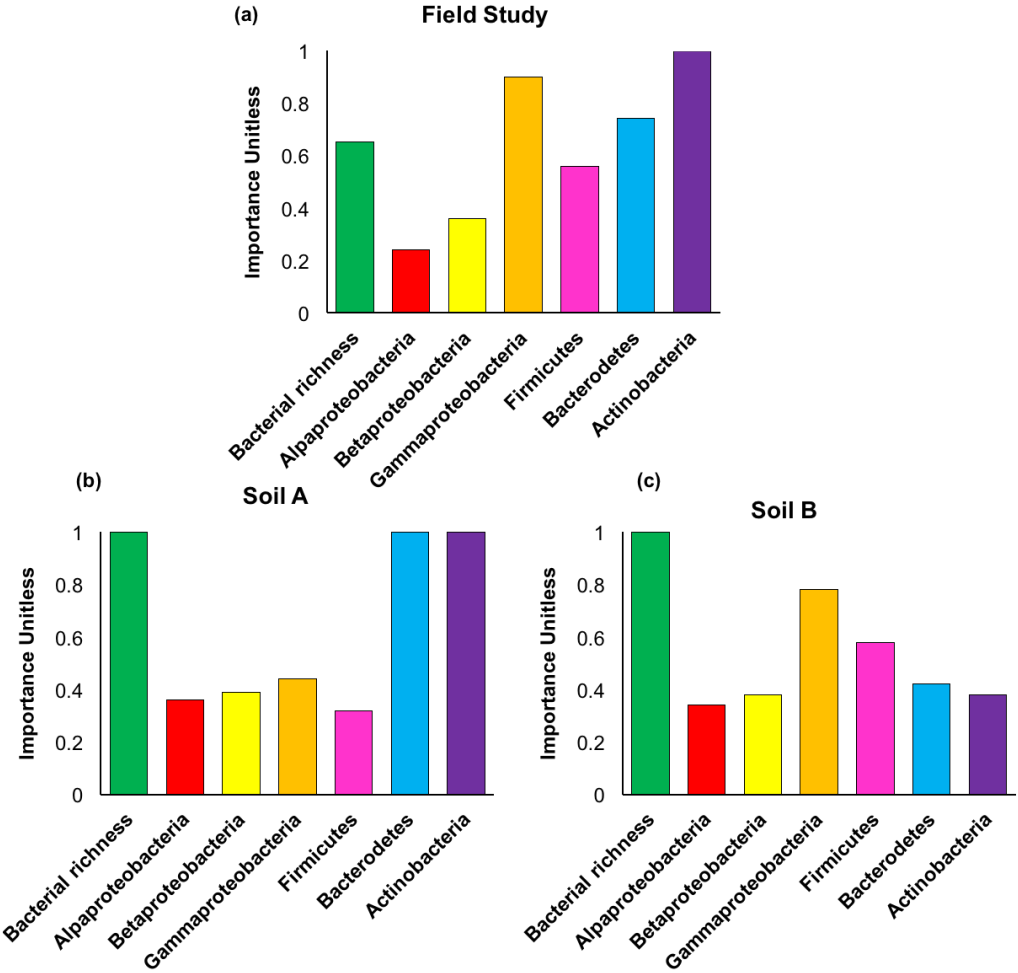 (a)
Field Study
Importance Unitless
1
0.8
0.6
0.4
0.2
0
Bacterial richness
Alpaproteobacteria
Betaproteobacteria
Gammaproteobacteria
Firmicutes
Bacterodetes
Actinobacteria
(b)
Soil A
Importance Unitless
1
0.8
0.6
0.4
0.2
0
Bacterial richness
Alpaproteobacteria
Betaproteobacteria
Gammaproteobacteria
Firmicutes
Bacterodetes
Actinobacteria
(c)
Soil B
Importance Unitless
1
0.8
0.6
0.4
0.2
0
Bacterial richness
Alpaproteobacteria
Betaproteobacteria
Gammaproteobacteria
Firmicutes
Bacterodetes
Actinobacteria